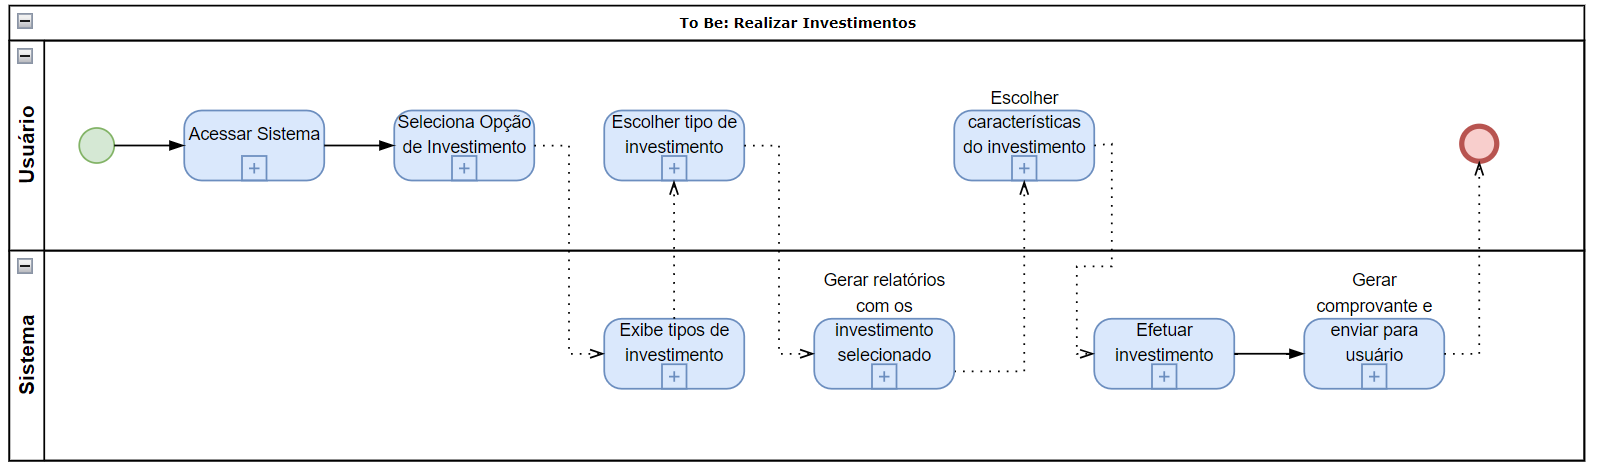 To Be: Realizar Investimentos
Usuário
Acessar Sistema
Seleciona Opção
de Investimento
Escolher tipo de
investimento
Escolher
características
do investimento
Sistema
Exibe tipos de
investimento
Gerar relatórios
com os
investimento
selecionado
Efetuar
investimento
Gerar
comprovante e
enviar para
usuário